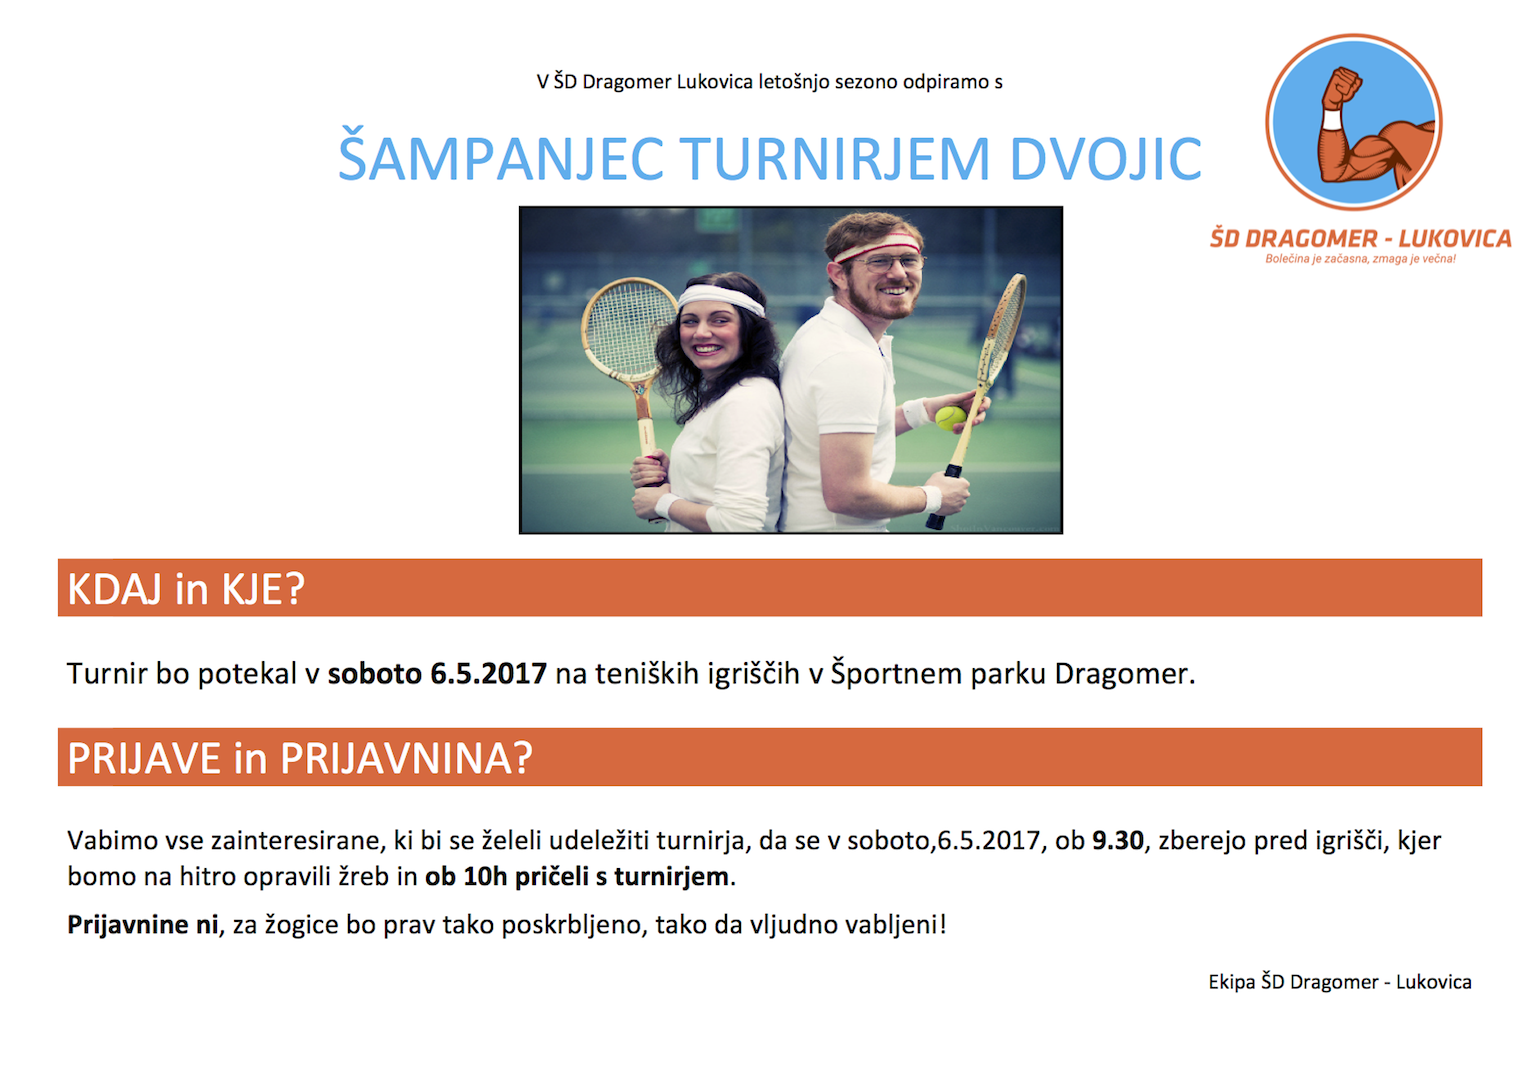 V ŠD Dragomer Lukovica letošnjo sezono odpiramo s
ŠAMPANJEC TURNIRJEM DVOJIC
ŠD DRAGOMER - LUKOVICA
Bolečina je začasna, zmaga je večna!
KDAJ in KJE?
Turnir bo potekal v soboto 6.5.2017 na teniških igriščih v Športnem parku Dragomer.
PRIJAVE in PRIJAVNINA?
Vabimo vse zainteresirane, ki bi se želeli udeležiti turnirja, da se v soboto,6.5.2017, ob 9.30, zberejo pred igrišči, kjer
bomo na hitro opravili žreb in ob 10h pričeli s turnirjem.
Prijavnine ni, za žogice bo prav tako poskrbljeno, tako da vljudno vabljeni!
Ekipa ŠD Dragomer - Lukovica